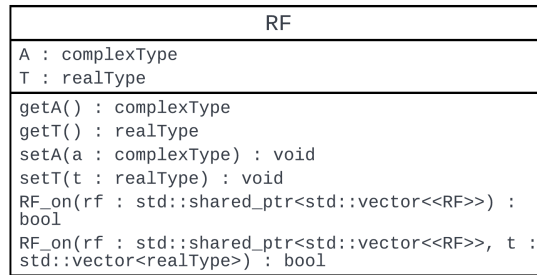 RF
A : complexType
T : realType
getA() : complexType
getT() : realType
setA(a : complexType) : void
setT(t : realType) : void
RF_on(rf : std::shared_ptr<std::vector<<RF>>) :
bool
RF_on(rf : std::shared_ptr<std::vector<<RF>>, t :
std::vector<realType>) : bool